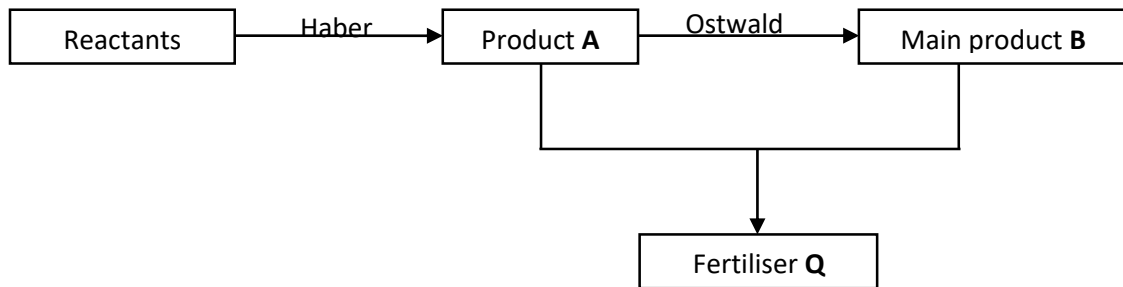 Reactants
Haber
Product A
Ostwald
Main product B
Fertiliser Q